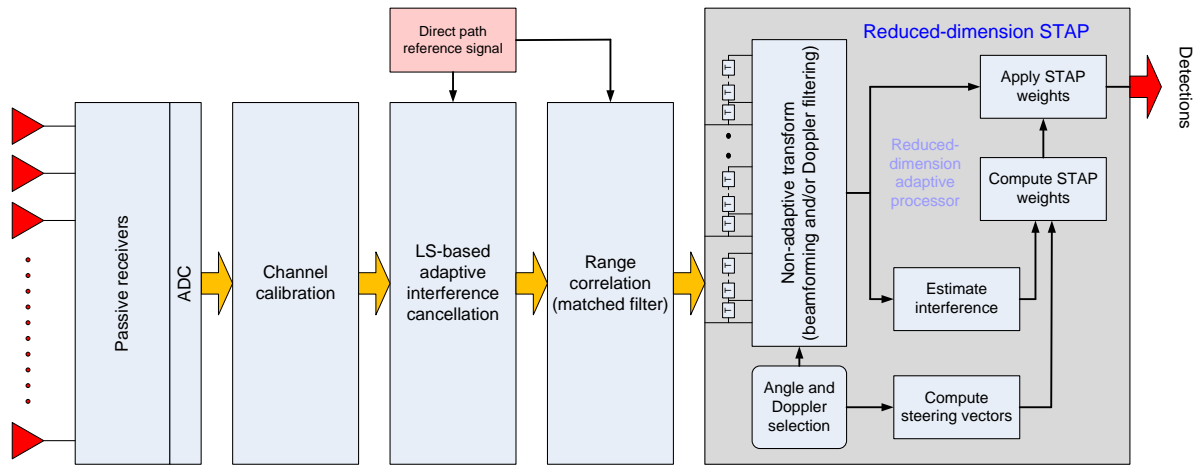 Direct path
reference signal
Reduced-dimension STAP
Detections
Passive receivers
ADC
Channel
calibration
LS-based
adaptive
interference
cancellation
Range
correlation
(matched filter)
T
T
T
T
T
T
T
T
T
Non-adaptive transform
(beamforming and/or Doppler filtering)
Reduced-
dimension
adaptive
processor
Apply STAP
weights
Compute STAP
weights
Estimate
interference
Angle and
Doppler
selection
Compute
steering vectors